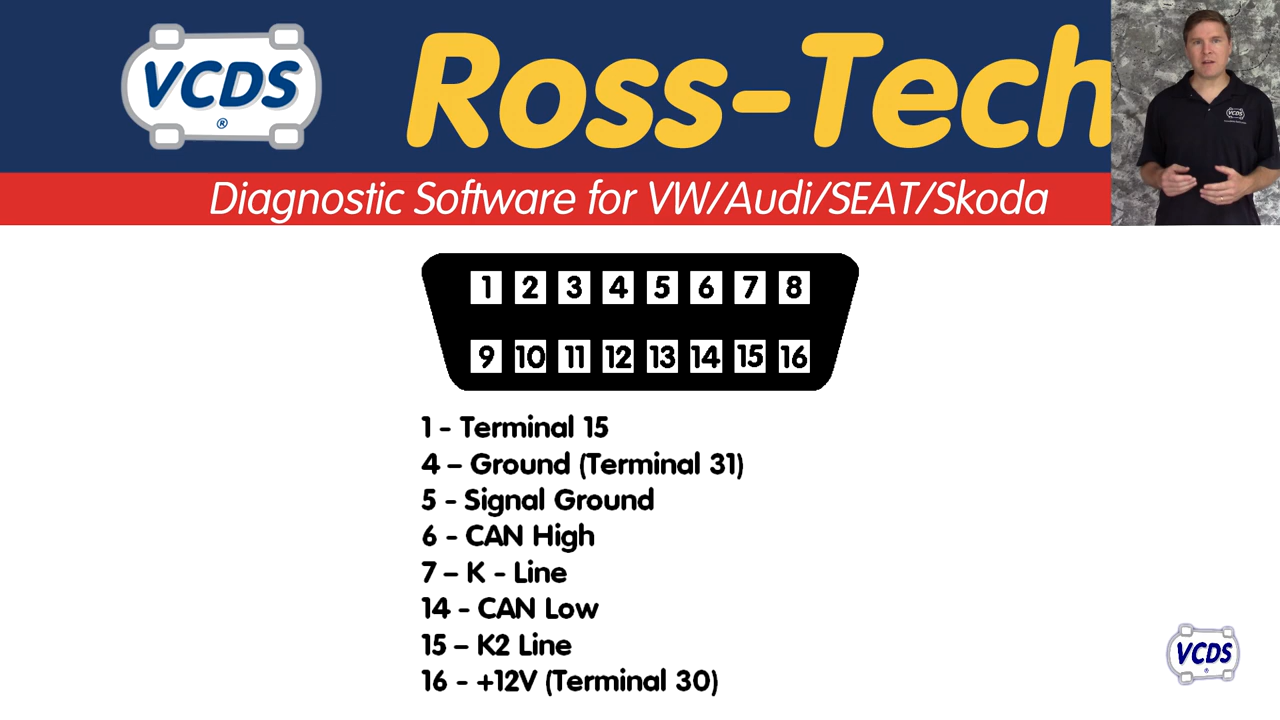 VCDS
®
Ross-Tech
Diagnostic Software for VW/Audi/SEAT/Skoda
VCDS
1 2 3 4 5 6 7 8
9 10 11 12 13 14 15 16
1 - Terminal 15
4 – Ground (Terminal 31)
5 - Signal Ground
6 - CAN High
7 – K - Line
14 - CAN Low
15 – K2 Line
16 - +12V (Terminal 30)
VCDS
®